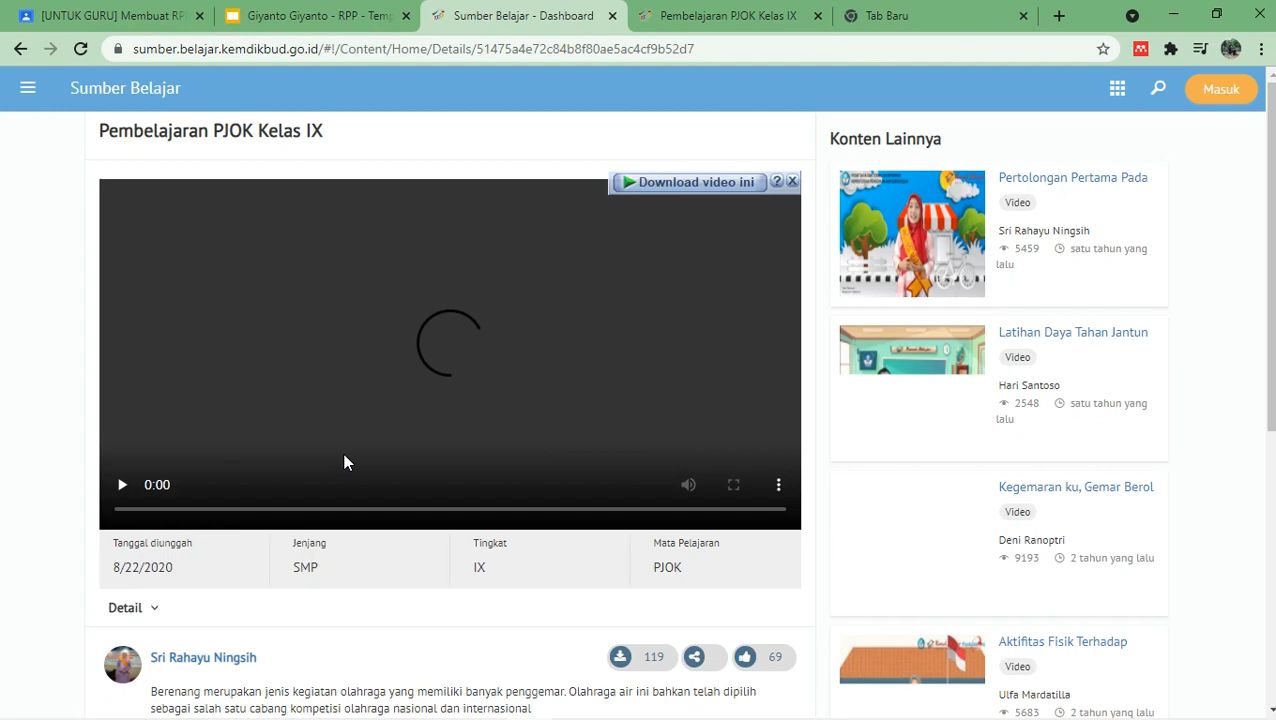 [UNTUK GURU] Membuat RP
Giyanto Giyanto - RPP - Temp
Sumber Belajar - Dashboard
Pembelajaran PJOK Kelas IX
Tab Baru
sumber.belajar.kemdikbud.go.id/#!/Content/Home/Details/51475a4e72c84b8f80ae5ac4cf9b52d7
Sumber Belajar
Masuk
Pembelajaran PJOK Kelas IX
Download video ini
0:00
Tanggal diunggah
Jenjang
Tingkat
Mata Pelajaran
8/22/2020
SMP
IX
PJOK
Detail
Sri Rahayu Ningsih
119
69
Berenang merupakan jenis kegiatan olahraga yang memiliki banyak penggemar. Olahraga air ini bahkan telah dipilih
sebagai salah satu cabang kompetisi olahraga nasional dan internasional
Konten Lainnya
Pertolongan Pertama Pada
Video
Sri Rahayu Ningsih
5459 satu tahun yang
lalu
Latihan Daya Tahan Jantun
Video
Hari Santoso
2548 satu tahun yang
lalu
Kegemaran ku, Gemar Berol
Video
Deni Ranoptri
9193 2 tahun yang lalu
Aktifitas Fisik Terhadap
Video
Ulfa Mardatilla
5683 2 tahun yang lalu